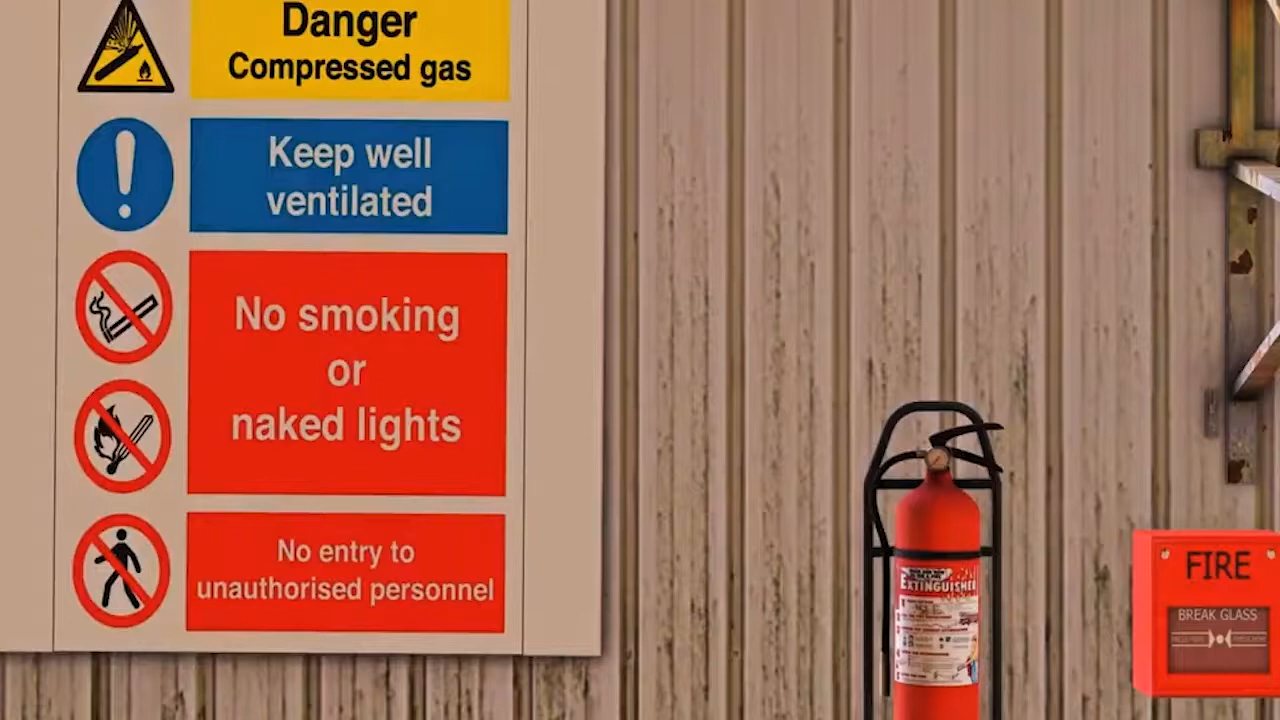 Danger
Compressed gas
Keep well
ventilated
No smoking
or
naked lights
No entry to
unauthorised personnel
EXTINGUISHER
FIRE
BREAK GLASS